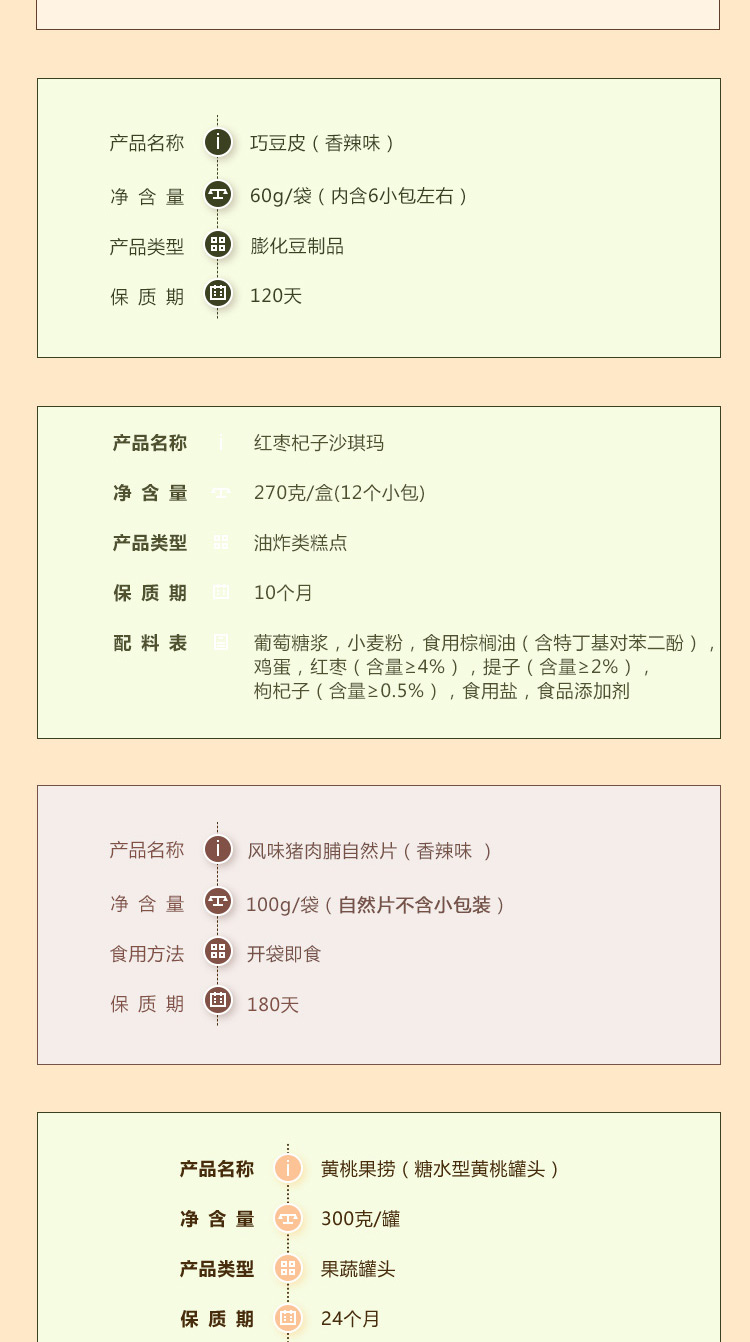 产品名称 巧豆皮（香辣味）
净含量 60g/袋（内含6小包左右）
产品类型 膨化豆制品
保质期 120天
产品名称 红枣杞子沙琪玛
净含量 270克/盒(12个小包)
产品类型 油炸类糕点
保质期 10个月
配料表 葡萄糖浆，小麦粉，食用棕榈油（含特丁基对苯二酚），
鸡蛋，红枣（含量≥4%），提子（含量≥2%），
枸杞子（含量≥0.5%），食用盐，食品添加剂
产品名称 风味猪肉脯自然片（香辣味 ）
净含量 100g/袋（自然片不含小包装）
食用方法 开袋即食
保质期 180天
产品名称 黄桃果捞（糖水型黄桃罐头）
净含量 300克/罐
产品类型 果蔬罐头
保质期 24个月